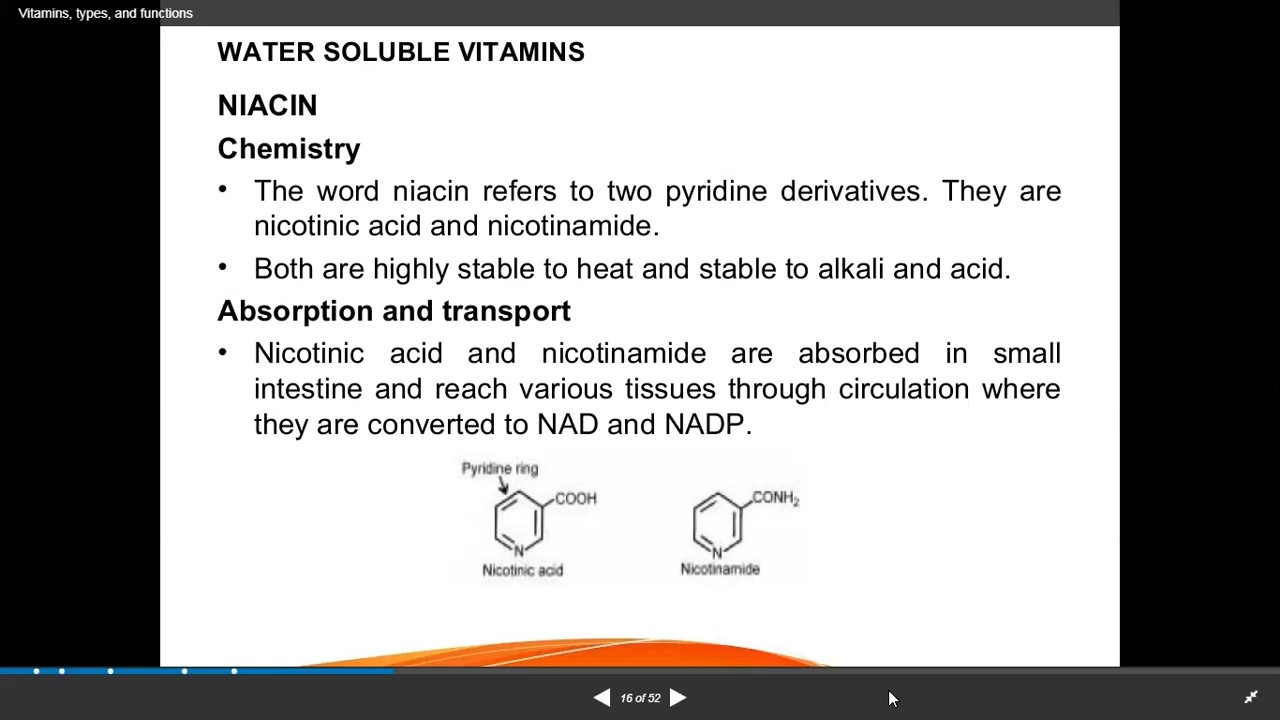 Vitamins, types, and functions
WATER SOLUBLE VITAMINS
NIACIN
Chemistry
• The word niacin refers to two pyridine derivatives. They are
nicotinic acid and nicotinamide.
• Both are highly stable to heat and stable to alkali and acid.
Absorption and transport
• Nicotinic acid and nicotinamide are absorbed in small
intestine and reach various tissues through circulation where
they are converted to NAD and NADP.
Pyridine ring
COOH
N
Nicotinic acid
CONH₂
N
Nicotinamide
16 of 52